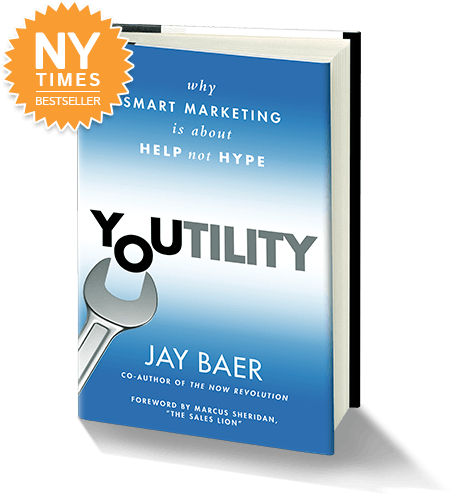 NY
TIMES
BESTSELLER
why
SMART MARKETING
is about
HELP not HYPE
YOUTILITY
JAY BAER
CO-AUTHOR OF THE NOW REVOLUTION
FOREWORD BY MARCUS SHERIDAN,
"THE SALES LION"